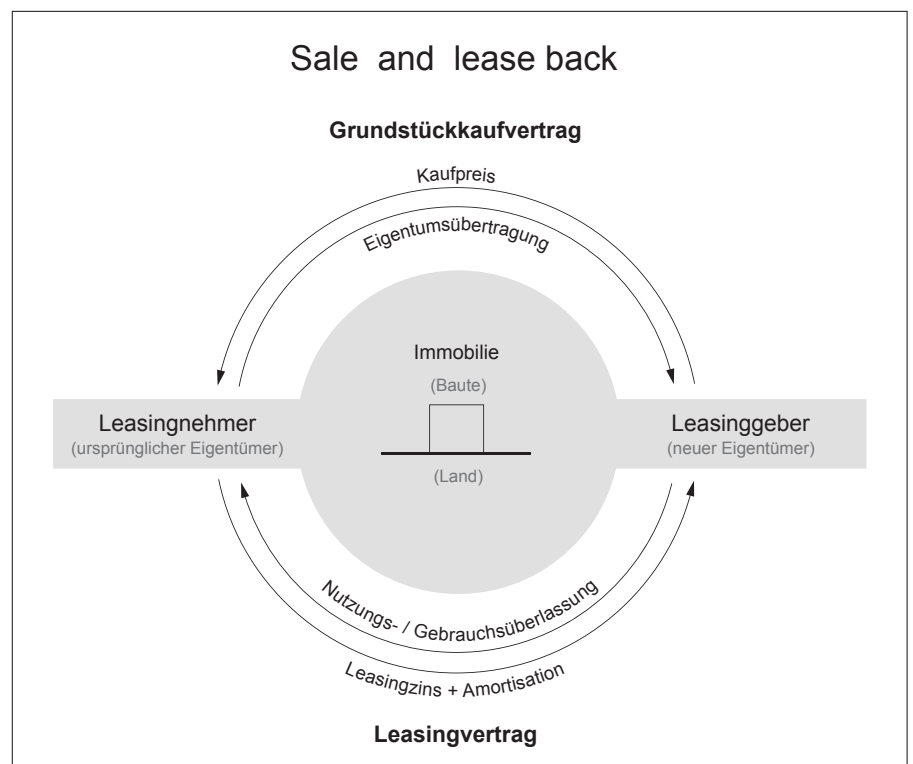 Sale and lease back
Grundstückkaufvertrag
Kaufpreis
Eigentumsübertragung
Immobilie
(Baute)
Leasingnehmer
(ursprünglicher Eigentümer)
Leasinggeber
(neuer Eigentümer)
(Land)
Nutzungs- / Gebrauchsüberlassung
Leasingzins + Amortisation
Leasingvertrag